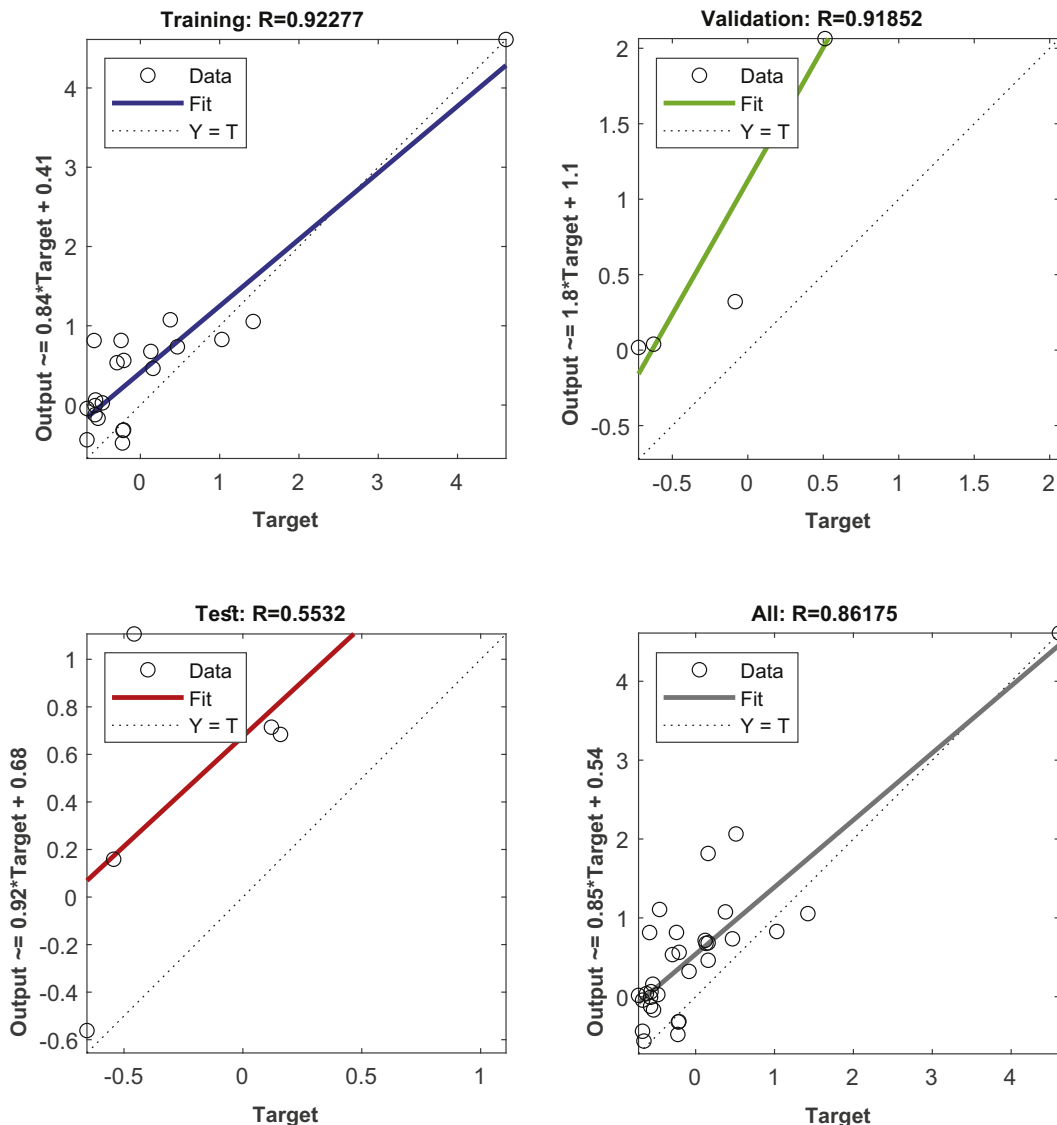 Training: R=0.92277
Data
Fit
Y = T
Output ~= 0.84*Target + 0.41
4
3
2
1
0
0
1
2
3
4
Target
Validation: R=0.91852
Data
Fit
Y = T
Output ~= 1.8*Target + 1.1
2
1.5
1
0.5
0
-0.5
-0.5
0
0.5
1
1.5
2
Target
Test: R=0.5532
Data
Fit
Y = T
Output ~= 0.92*Target + 0.68
1
0.8
0.6
0.4
0.2
0
-0.2
-0.4
-0.6
-0.5
0
0.5
1
Target
All: R=0.86175
Data
Fit
Y = T
Output ~= 0.85*Target + 0.54
4
3
2
1
0
0
1
2
3
4
Target